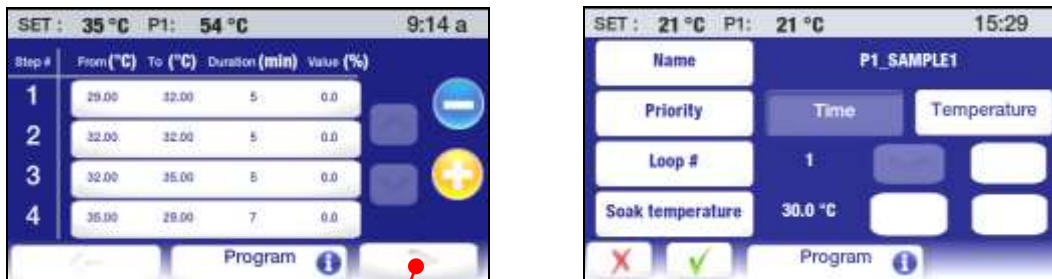 SET : 35 °C P1: 54 °C 9:14 a
Step # From (°C) To (°C) Duration (min) Value (%)
1 29.00 32.00 5 0.0
2 32.00 32.00 5 0.0
3 32.00 35.00 5 0.0
4 35.00 29.00 7 0.0
Program i
SET : 21 °C P1: 21 °C 15:29
Name P1_SAMPLE1
Priority Time Temperature
Loop # 1
Soak temperature 30.0 °C
Program i